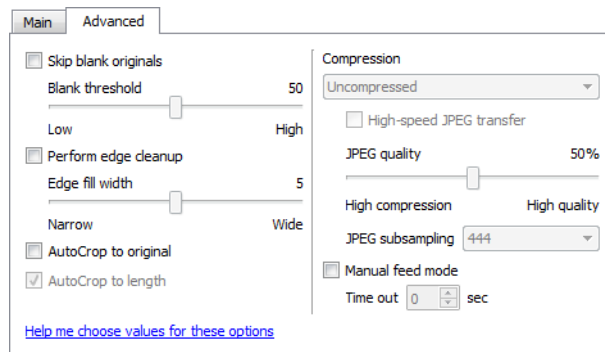 Main Advanced
Skip blank originals
Blank threshold 50
Low High
Perform edge cleanup
Edge fill width 5
Narrow Wide
AutoCrop to original
AutoCrop to length
Help me choose values for these options
Compression
Uncompressed
High-speed JPEG transfer
JPEG quality 50%
High compression High quality
JPEG subsampling 444
Manual feed mode
Time out 0 sec